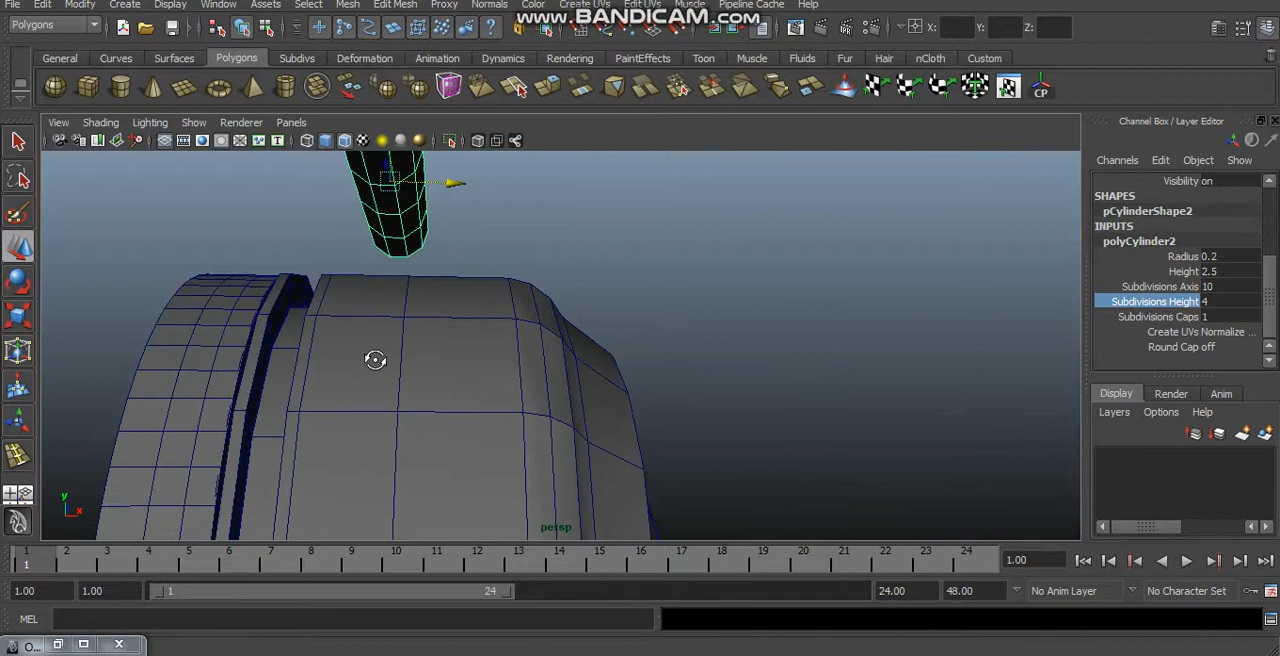 Edit Modify Create Display Window Assets Select Mesh Edit Mesh Proxy Normals Color Create UVs Edit UVs Muscle Pipeline Cache Help
www.BANDICAM.com
Polygons X: Y: Z:
General Curves Surfaces Polygons Subdivs Deformation Animation Dynamics Rendering PaintEffects Toon Muscle Fluids Fur Hair nCloth Custom
CP
View Shading Lighting Show Renderer Panels
Channel Box / Layer Editor
Channels Edit Object Show
Visibility on
SHAPES
pCylinderShape2
INPUTS
polyCylinder2
Radius 0.2
Height 2.5
Subdivisions Axis 10
Subdivisions Height 4
Subdivisions Caps 1
Create UVs Normalize ...
Round Cap off
Display Render Anim
Layers Options Help
y
x
persp
1 2 3 4 5 6 7 8 9 10 11 12 13 14 15 16 17 18 19 20 21 22 23 24
1 1.00
1.00 1.00 1 24 24.00 48.00 No Anim Layer No Character Set
MEL
O...